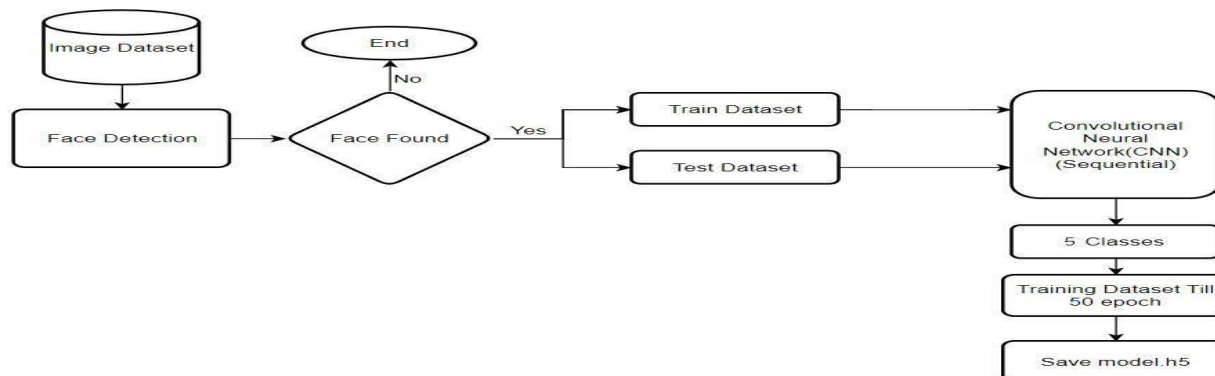 Image Dataset
End
No
Face Detection
Face Found
Yes
Train Dataset
Test Dataset
Convolutional
Neural
Network(CNN)
(Sequential)
5 Classes
Training Dataset Till
50 epoch
Save model.h5